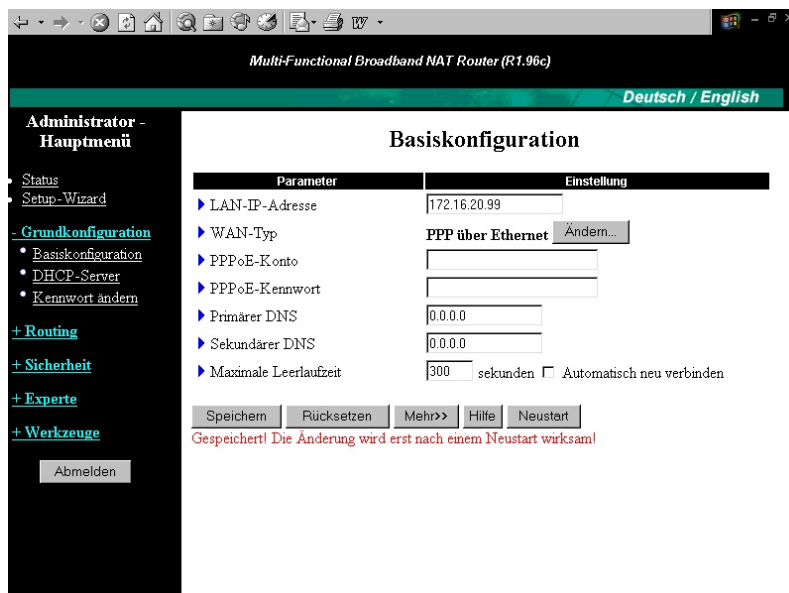 Multi-Functional Broadband NAT Router (R1.96c)
Deutsch / English
Administrator -
Hauptmenü
Status
Setup-Wizard
- Grundkonfiguration
Basiskonfiguration
DHCP-Server
Kennwort ändern
+ Routing
+ Sicherheit
+ Experte
+ Werkzeuge
Abmelden
Basiskonfiguration
Parameter Einstellung
LAN-IP-Adresse 172.16.20.99
WAN-Typ PPP über Ethernet Ändern...
PPPoE-Konto
PPPoE-Kennwort
Primärer DNS 0.0.0.0
Sekundärer DNS 0.0.0.0
Maximale Leerlaufzeit 300 sekunden Automatisch neu verbinden
Speichern Rücksetzen Mehr>> Hilfe Neustart
Gespeichert! Die Änderung wird erst nach einem Neustart wirksam!